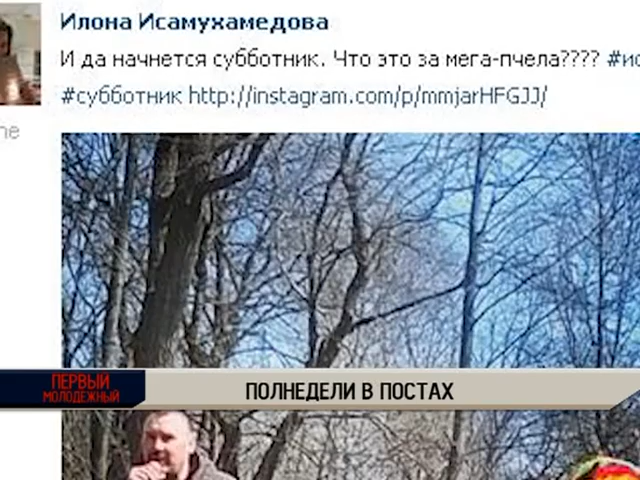 Илона Исамухамедова
И да начнется субботник. Что это за мега-пчела???? #ис
#субботник http://instagram.com/p/mmjarHFGJJ/
ne
ПЕРВЫЙ
МОЛОДЕЖНЫЙ
ПОЛНЕДЕЛИ В ПОСТАХ